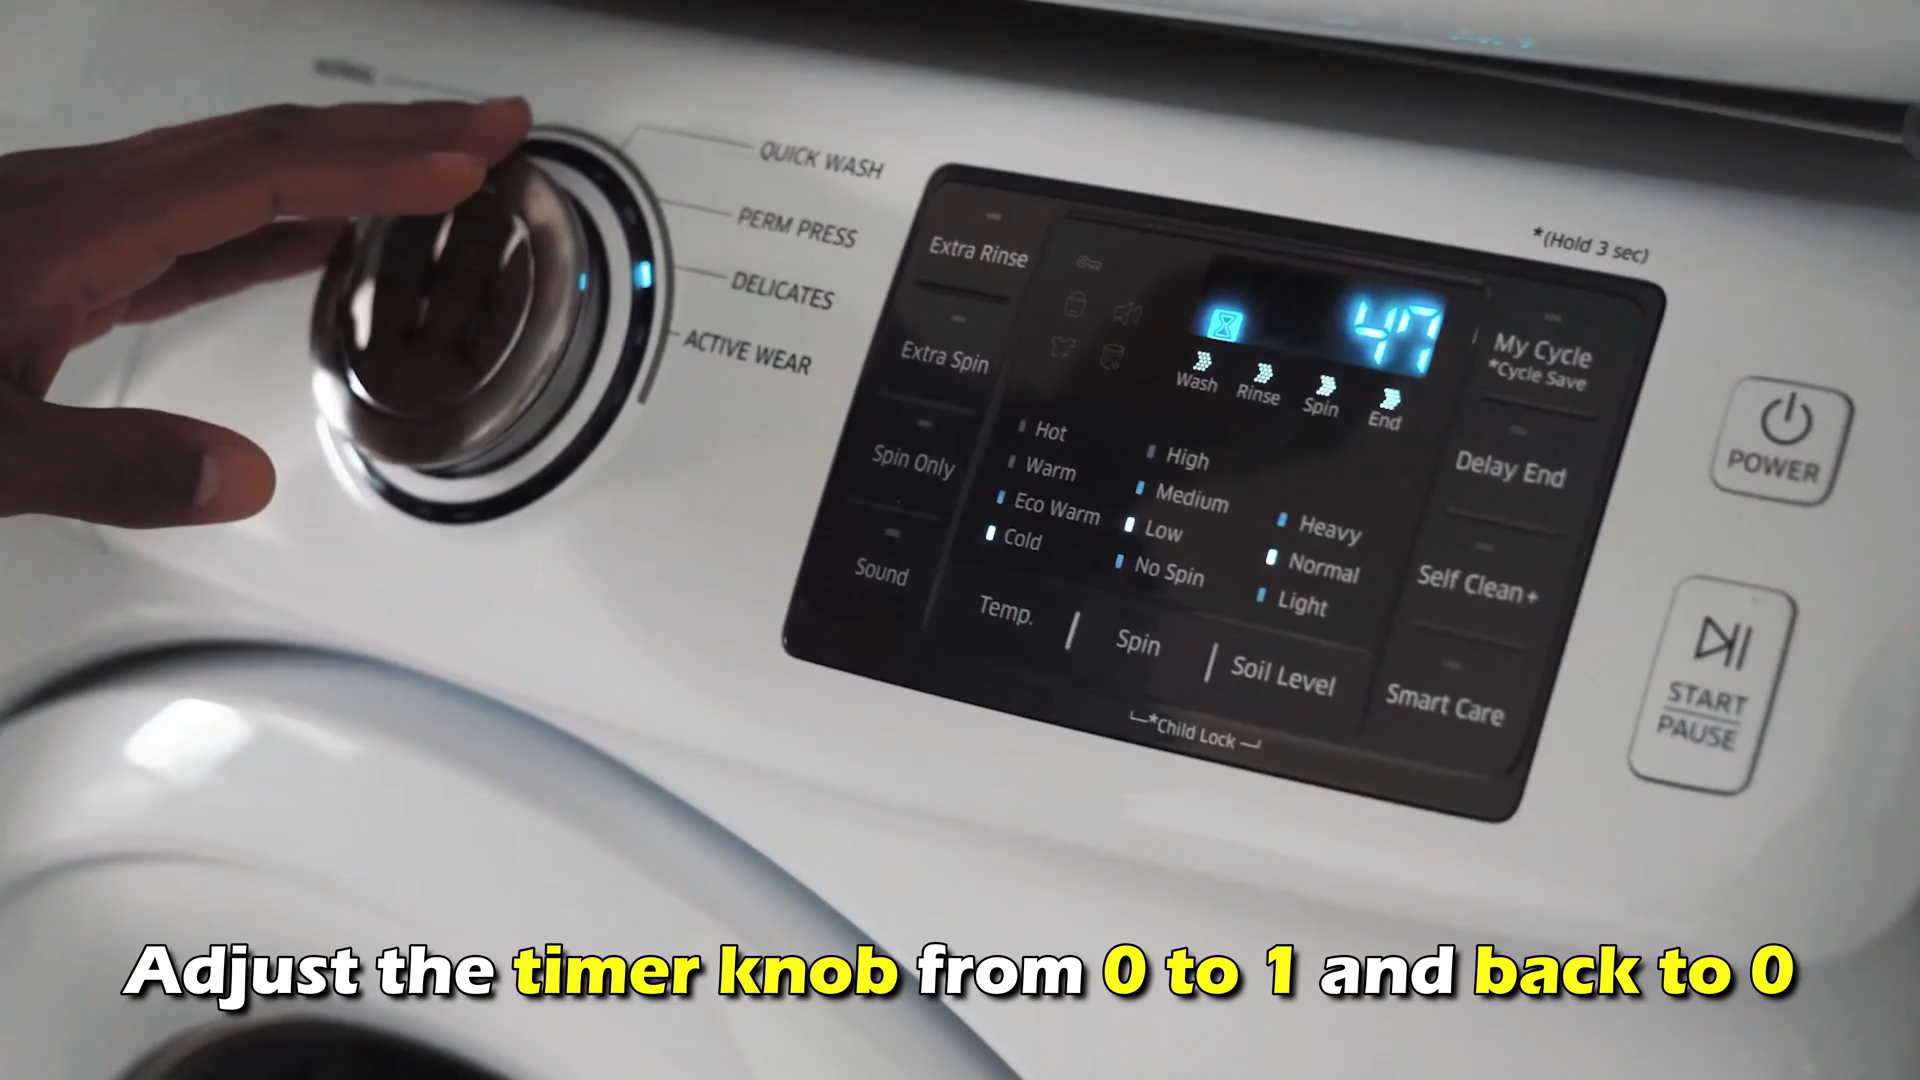 NORMAL
QUICK WASH
PERM PRESS
DELICATES
ACTIVE WEAR
*(Hold 3 sec)
Extra Rinse
Extra Spin
Spin Only
Sound
47
Wash
Rinse
Spin
End
Hot
Warm
Eco Warm
Cold
High
Medium
Low
No Spin
Heavy
Normal
Light
Temp.
Spin
Soil Level
*Child Lock
My Cycle
*Cycle Save
Delay End
Self Clean+
Smart Care
POWER
START
PAUSE
Adjust the timer knob from 0 to 1 and back to 0